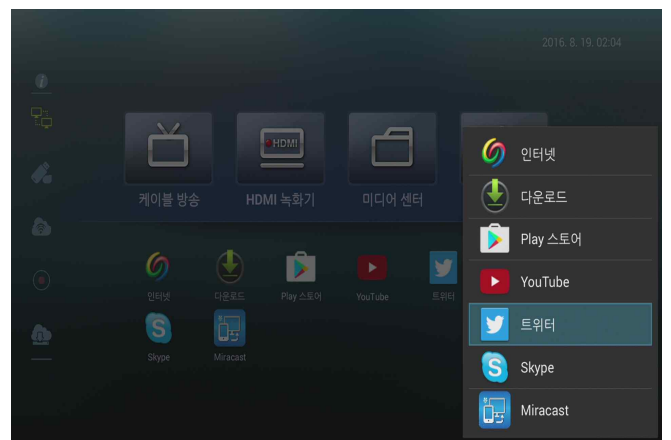 2016. 8. 19. 02:04
HDMI
케이블 방송
HDMI 녹화기
미디어 센터
인터넷
다운로드
Play 스토어
YouTube
트위터
Skype
Miracast
인터넷
다운로드
Play 스토어
YouTube
트위터
Skype
Miracast